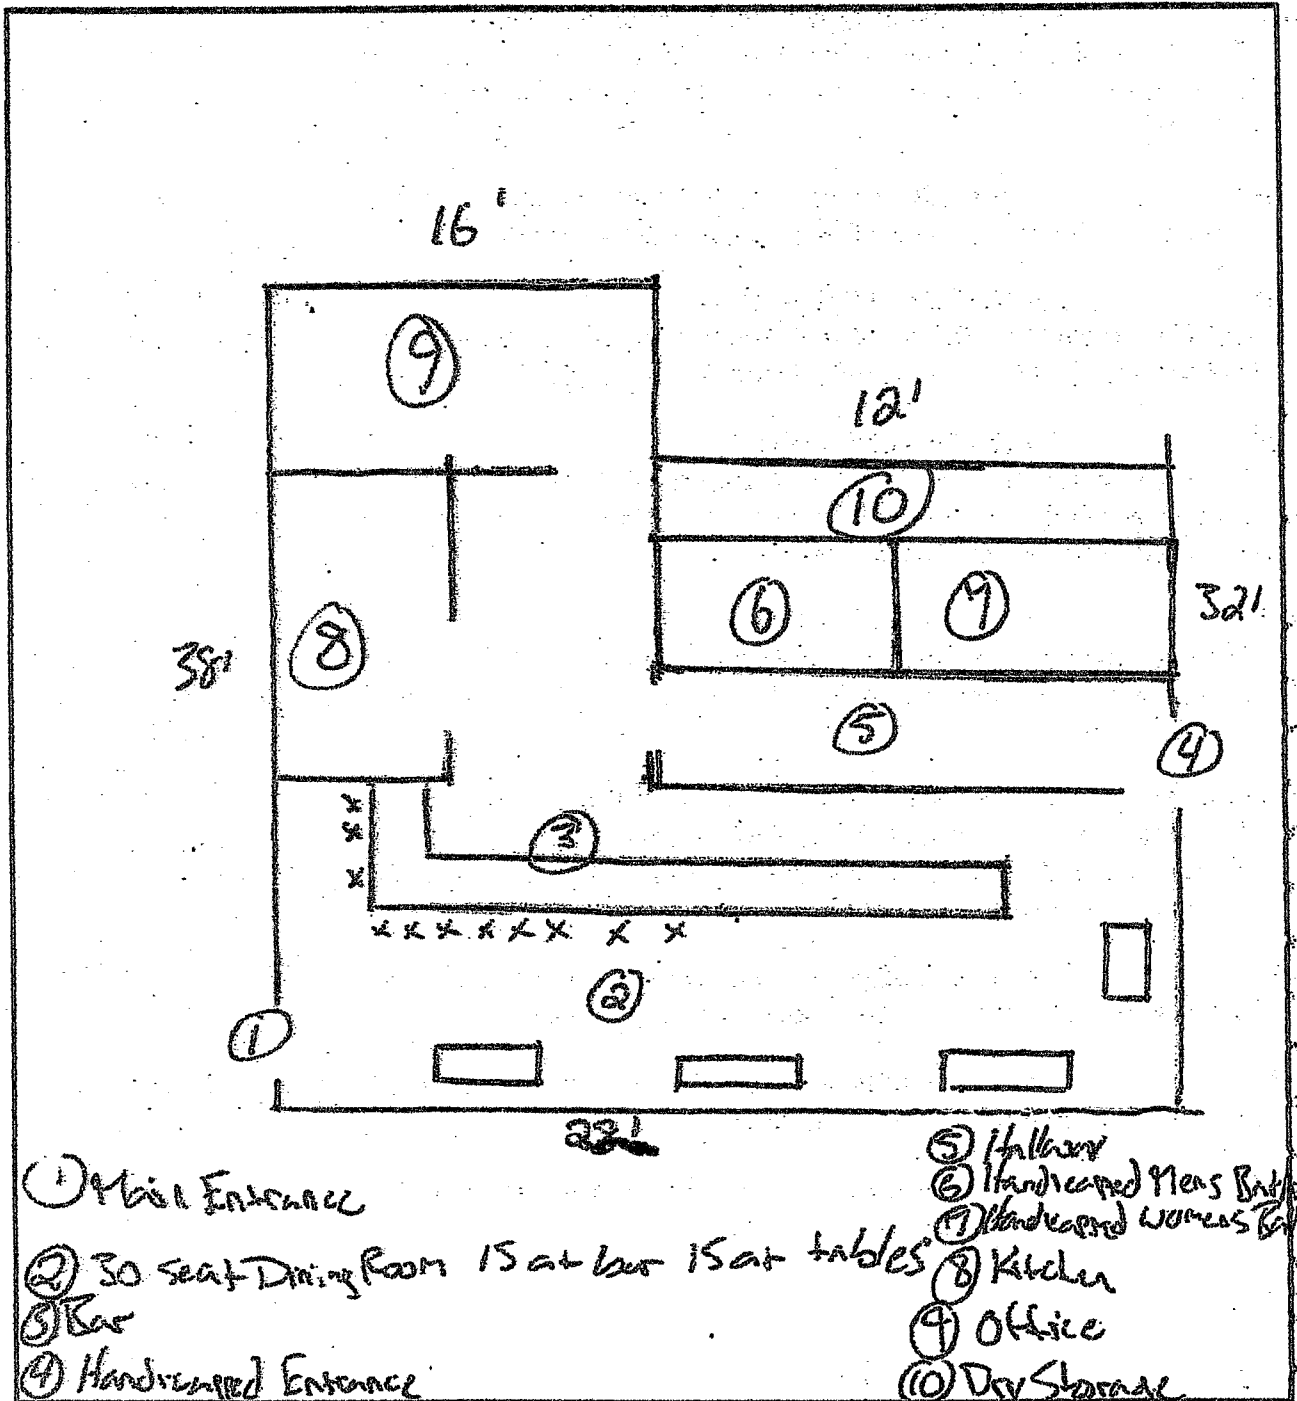 16'
9
12'
10
6
7
32'
8
38'
5
4
3
x x
x x
x
x x x x x x x x
2
1
22'
① Main Entrance
② 30 seat Dining Room 15 at bar 15 at tables
③ Bar
④ Handicapped Entrance
⑤ Hallway
⑥ Handicapped Mens Bath
⑦ Handicapped Womens Ba
⑧ Kitchen
⑨ Office
⑩ Dry Storage